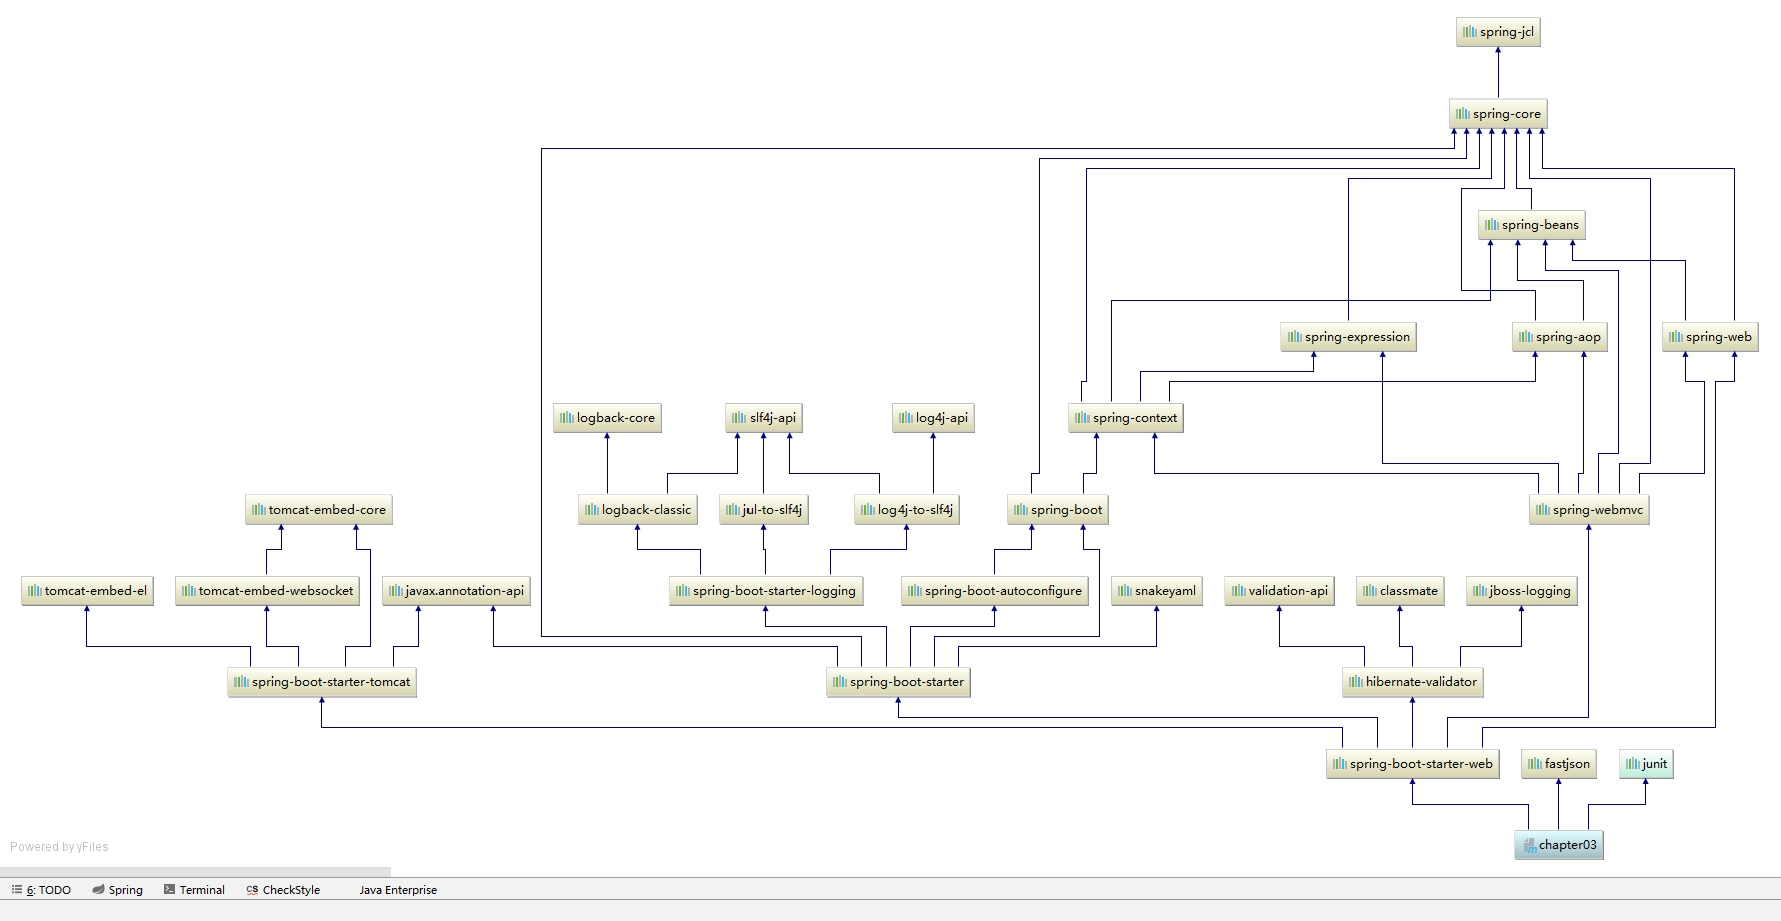 spring-jcl
spring-core
spring-beans
spring-expression
spring-aop
spring-web
logback-core
slf4j-api
log4j-api
spring-context
tomcat-embed-core
logback-classic
jul-to-slf4j
log4j-to-slf4j
spring-boot
spring-webmvc
tomcat-embed-el
tomcat-embed-websocket
javax.annotation-api
spring-boot-starter-logging
spring-boot-autoconfigure
snakeyaml
validation-api
classmate
jboss-logging
spring-boot-starter-tomcat
spring-boot-starter
hibernate-validator
spring-boot-starter-web
fastjson
junit
chapter03
Powered by yFiles
6: TODO
Spring
Terminal
CS CheckStyle
Java Enterprise